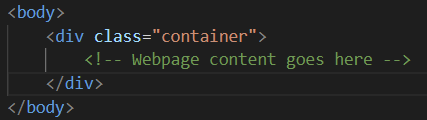 <body>
<div class="container">
<!-- Webpage content goes here -->
</div>
</body>